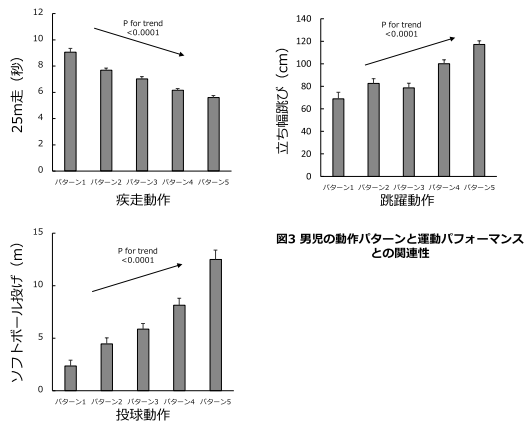 12
10
8
6
4
2
0
25m走（秒）
P for trend
<0.0001
パターン1 パターン2 パターン3 パターン4 パターン5
疾走動作
140
120
100
80
60
40
20
0
立ち幅跳び（cm）
P for trend
<0.0001
パターン1 パターン2 パターン3 パターン4 パターン5
跳躍動作
15
10
5
0
ソフトボール投げ（m）
P for trend
<0.0001
パターン1 パターン2 パターン3 パターン4 パターン5
投球動作
図3 男児の動作パターンと運動パフォーマンス
との関連性